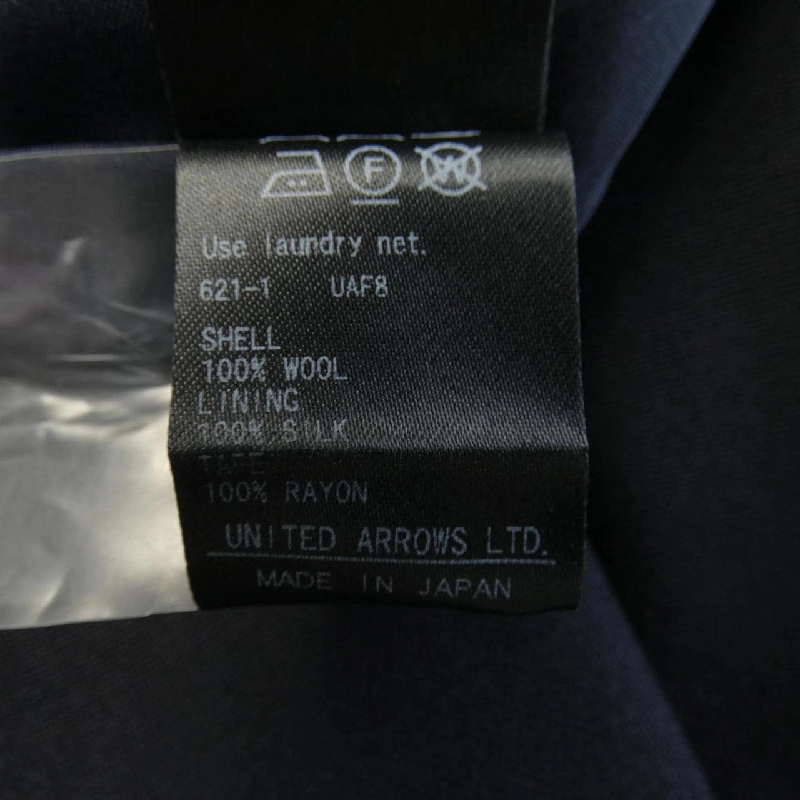 F W
Use laundry net.
621-1 UAF8
SHELL
100% WOOL
LINING
100% SILK
TAPE
100% RAYON
UNITED ARROWS LTD.
MADE IN JAPAN